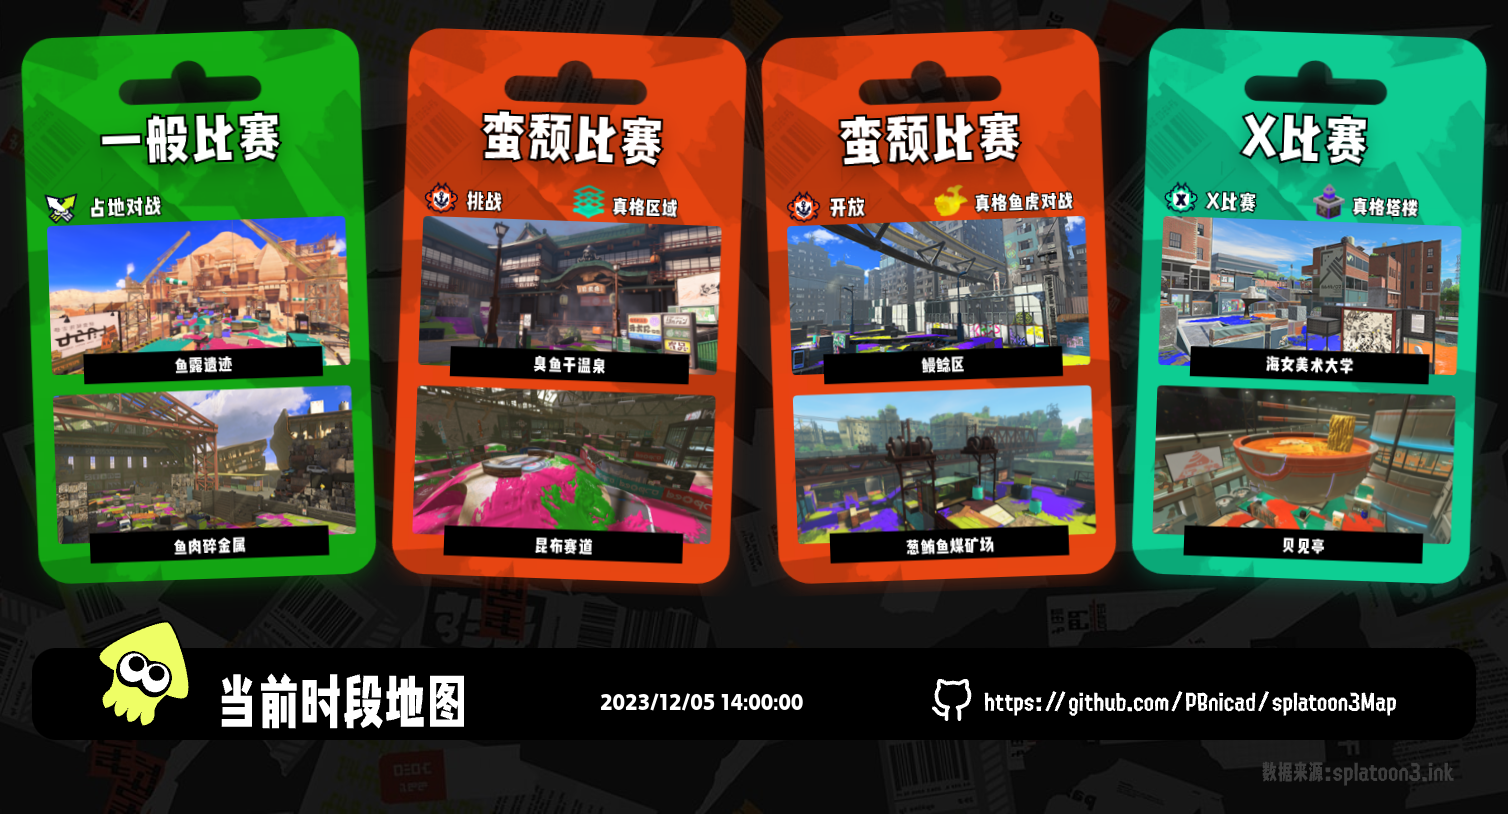 一般比赛
占地对战
鱼露遗迹
鱼肉碎金属
蛮颓比赛
挑战
真格区域
臭鱼干温泉
昆布赛道
蛮颓比赛
开放
真格鱼虎对战
鳗鲶区
葱鲔鱼煤矿场
X比赛
X比赛
真格塔楼
海女美术大学
贝见亭
当前时段地图
2023/12/05 14:00:00
https://github.com/PBnicad/splatoon3Map
数据来源:splatoon3.ink